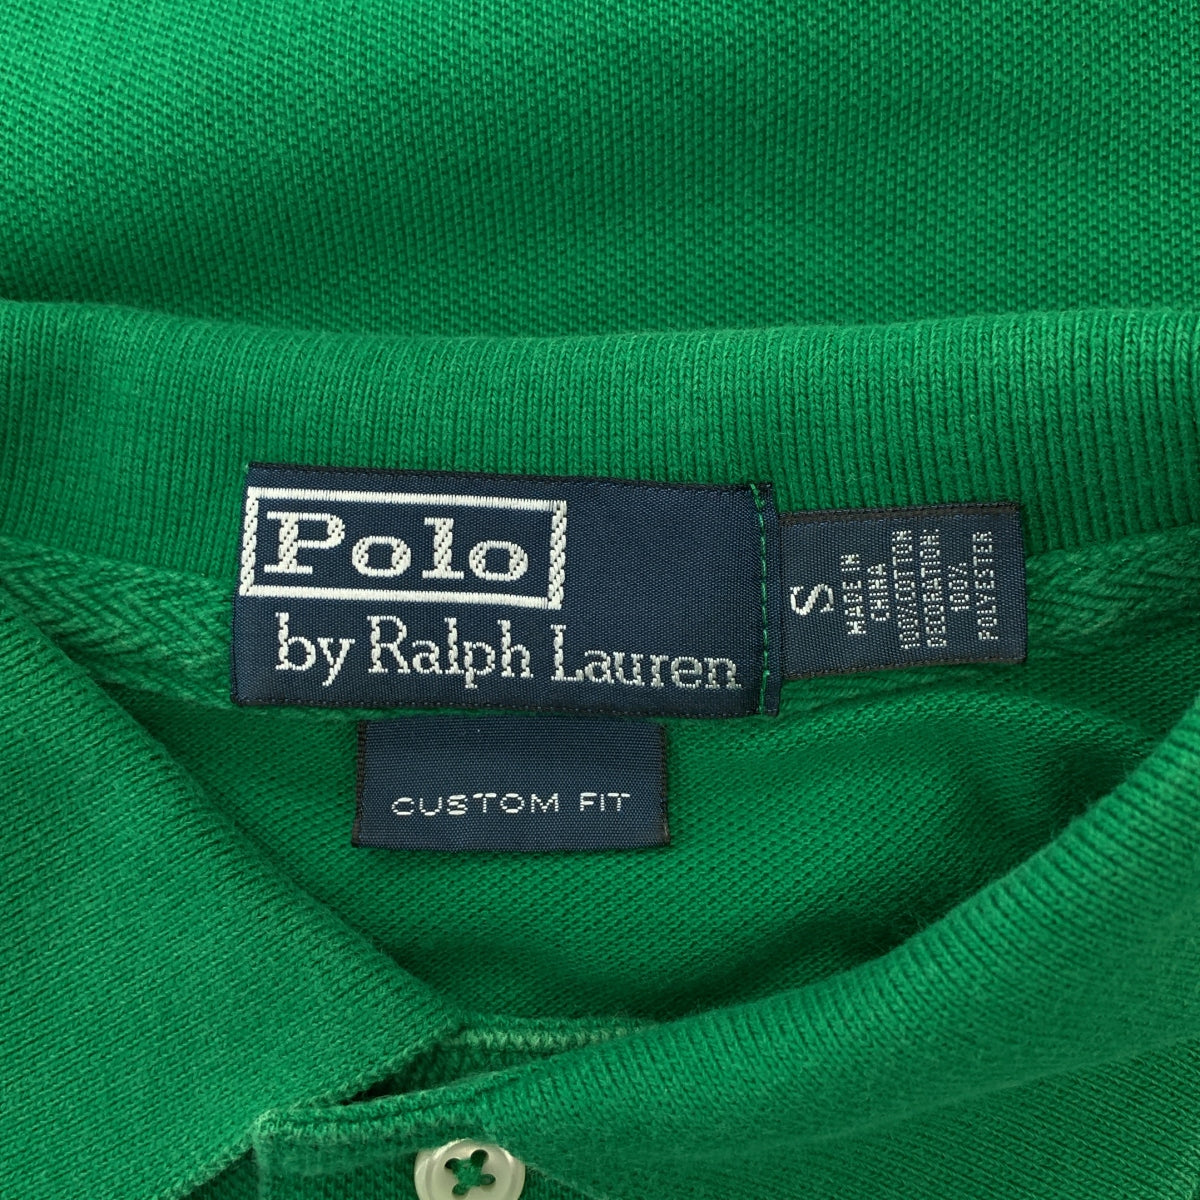 Polo
by Ralph Lauren
CUSTOM FIT
S
MADE IN
CHINA
100%COTTON
DECORATION:
100%
POLYESTER